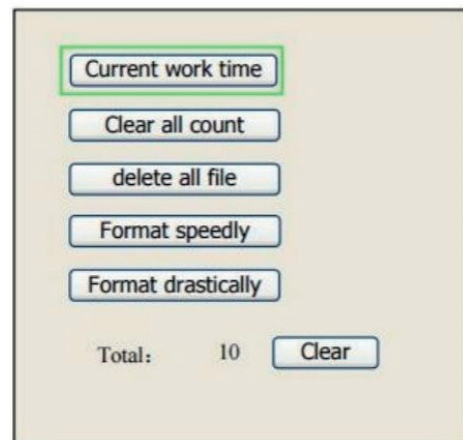 Current work time
Clear all count
delete all file
Format speedly
Format drastically
Total: 10 Clear